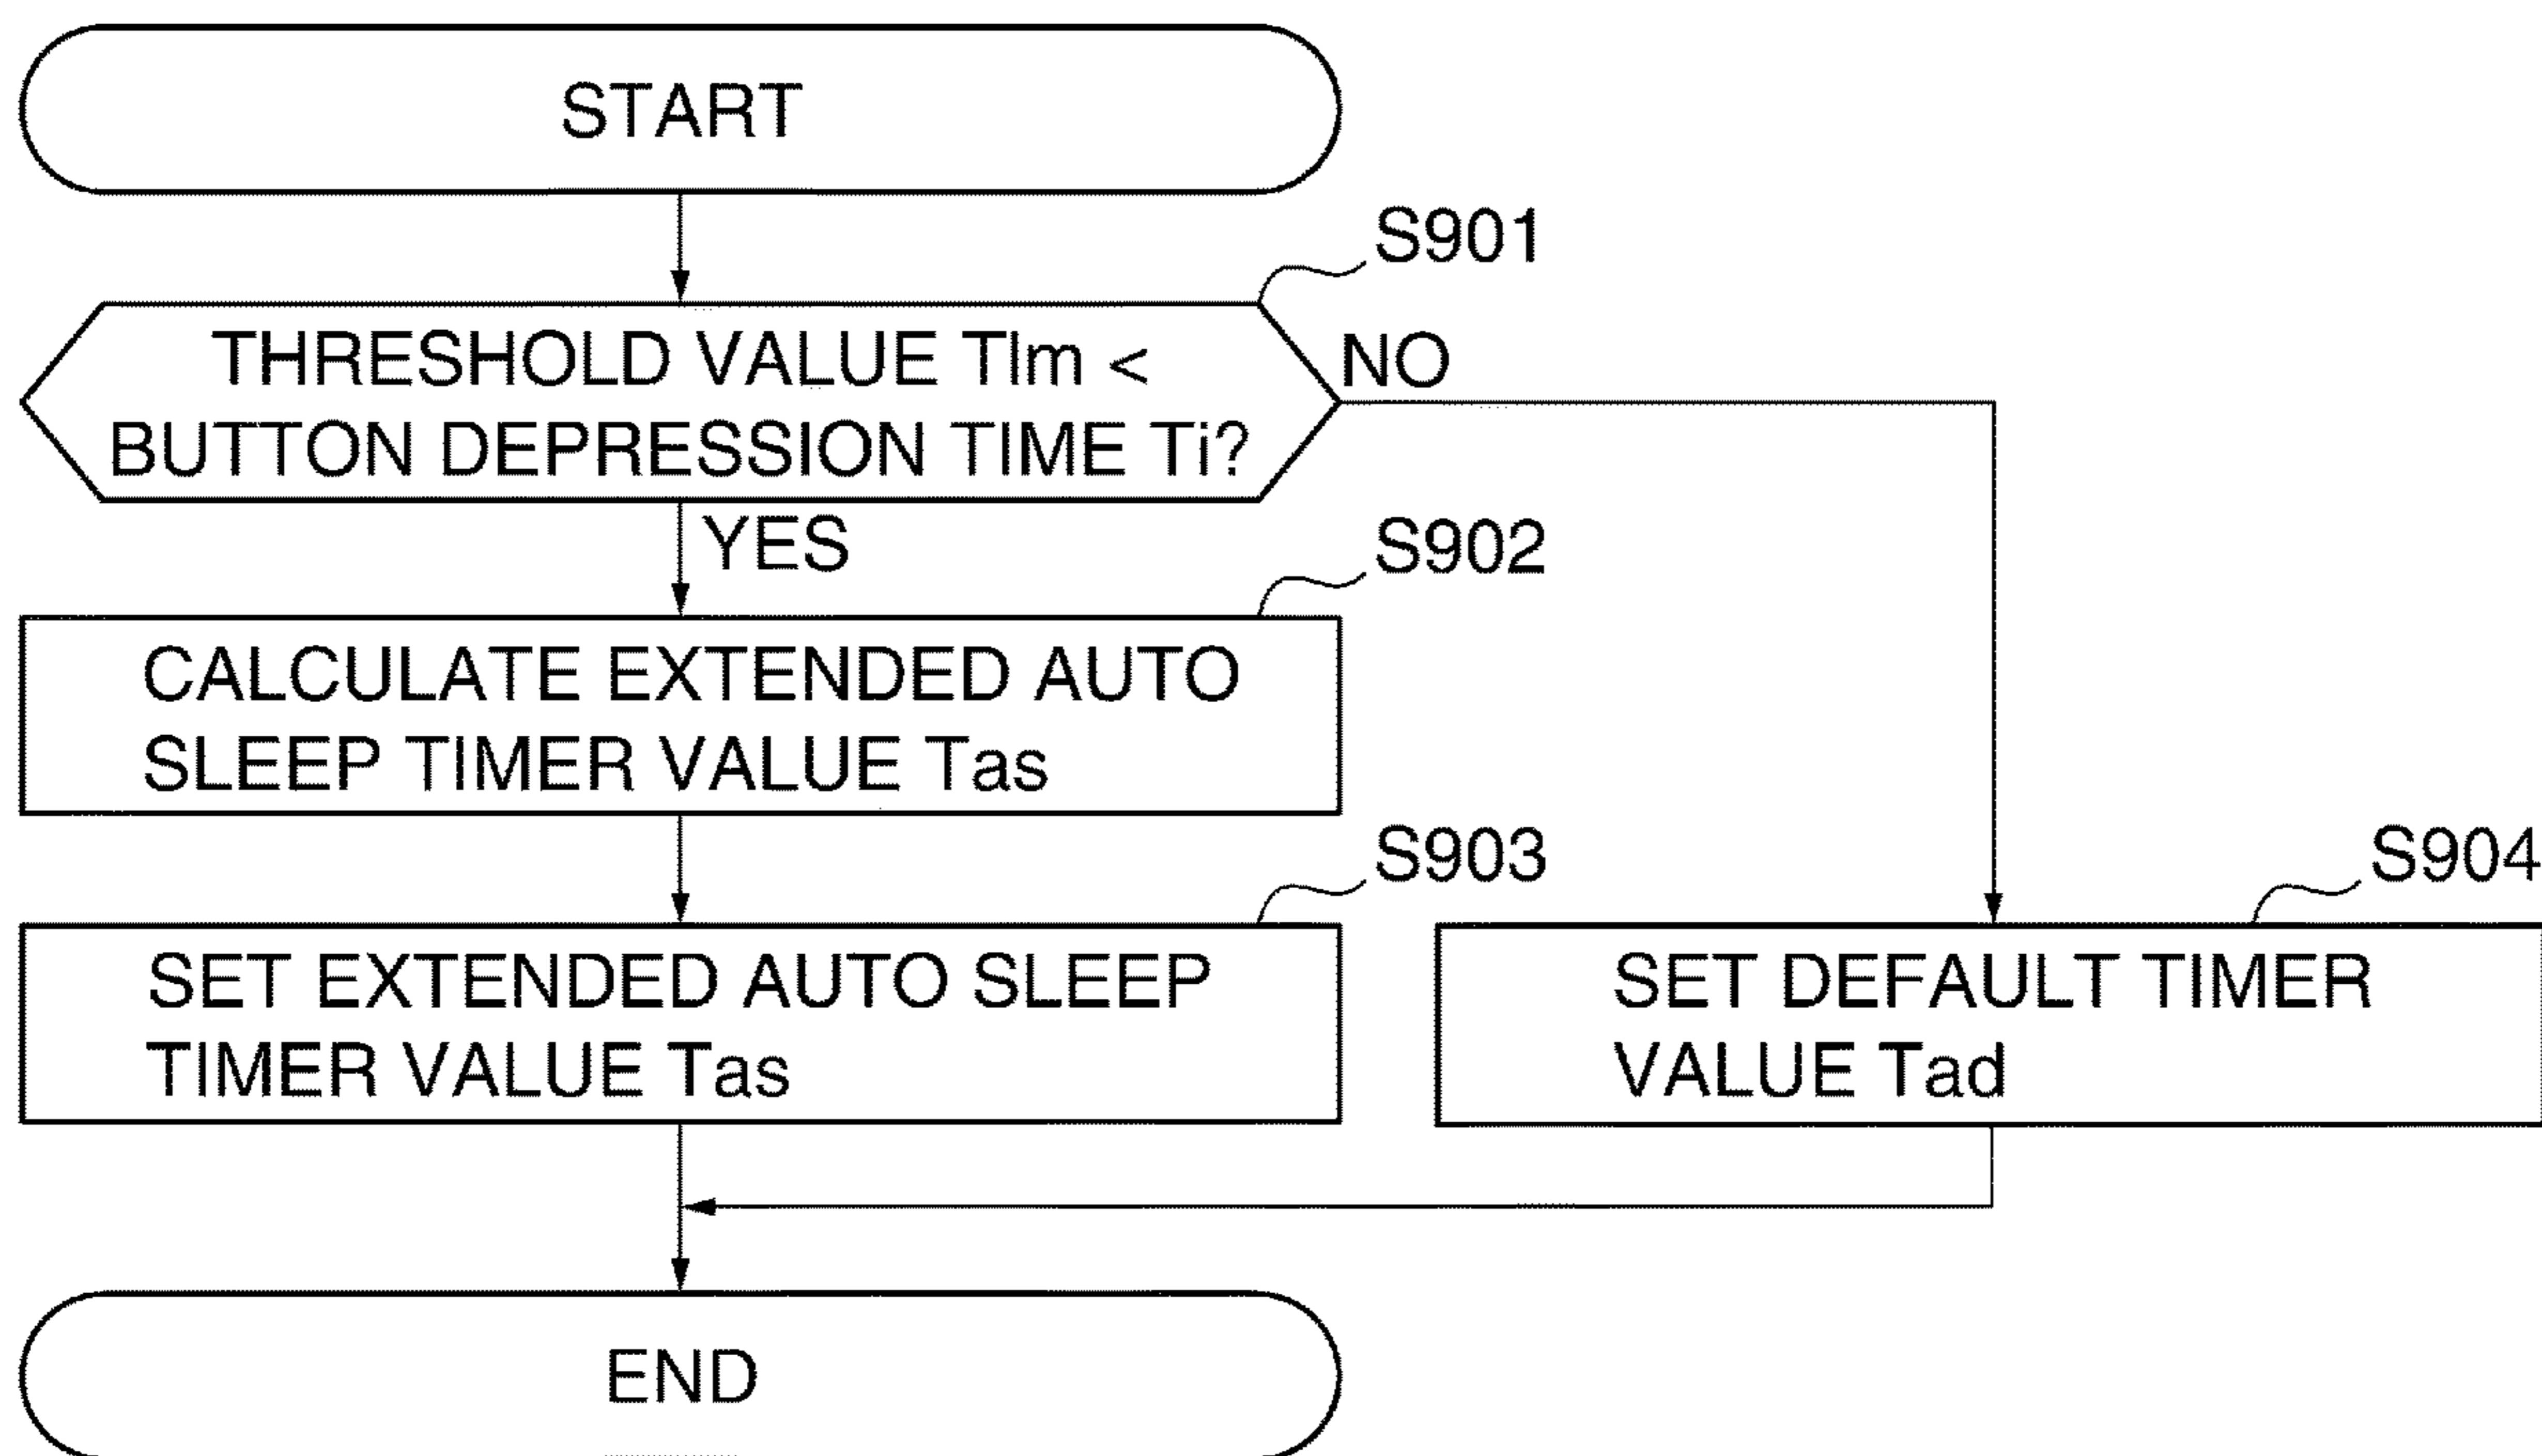 START
S901
THRESHOLD VALUE Tlm <
BUTTON DEPRESSION TIME Ti?
NO
YES
S902
CALCULATE EXTENDED AUTO
SLEEP TIMER VALUE Tas
S903
SET EXTENDED AUTO SLEEP
TIMER VALUE Tas
S904
SET DEFAULT TIMER
VALUE Tad
END